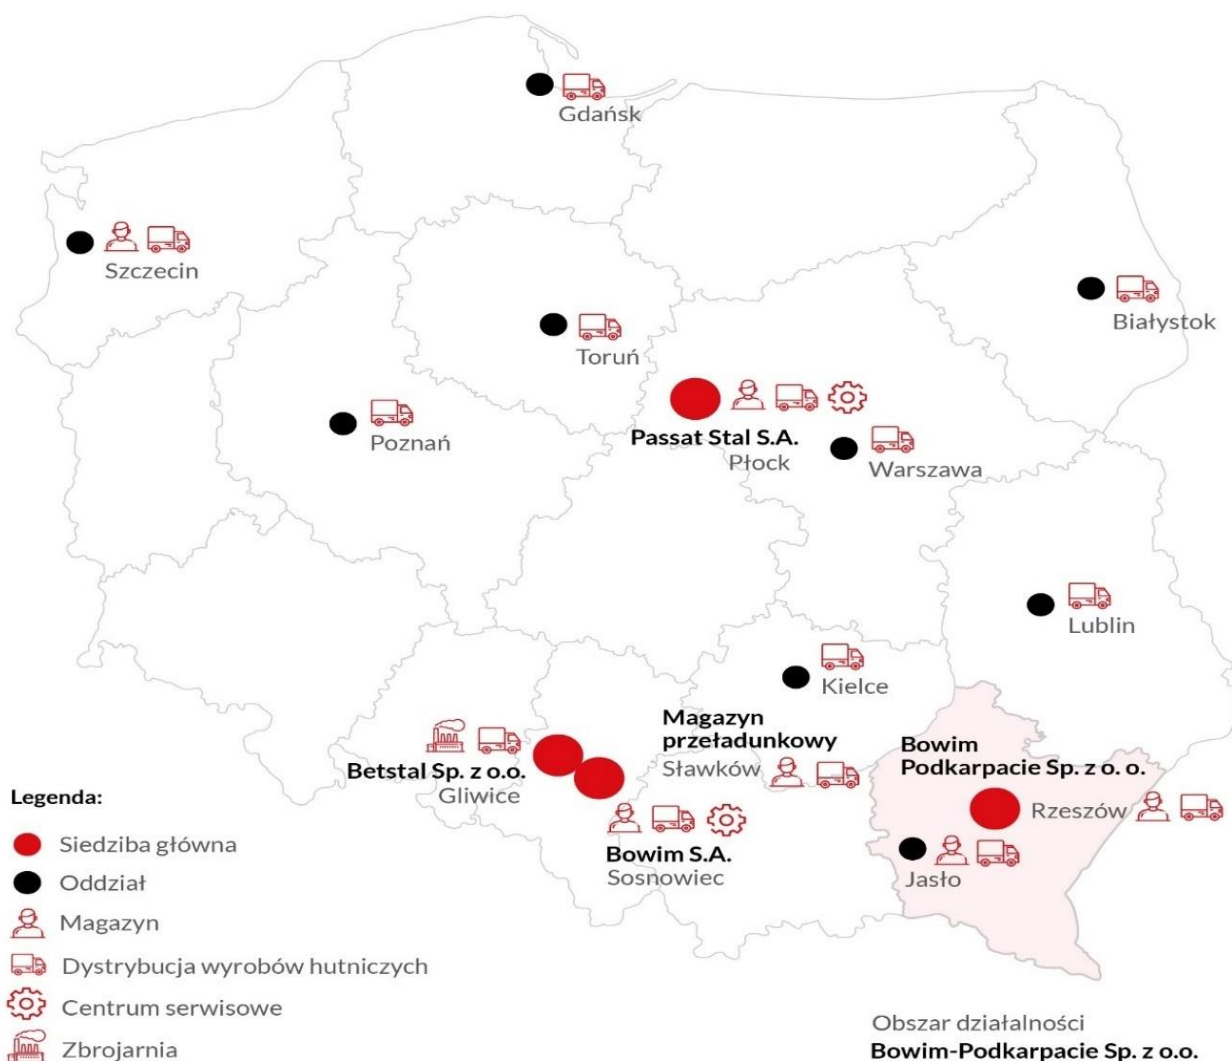 Gdańsk
Szczecin
Białystok
Toruń
Poznań
Passat Stal S.A.
Płock
Warszawa
Lublin
Kielce
Magazyn
przeładunkowy
Sławków
Betstal Sp. z o.o.
Gliwice
Bowim S.A.
Sosnowiec
Bowim
Podkarpacie Sp. z o. o.
Rzeszów
Jasło
Legenda:
Siedziba główna
Oddział
Magazyn
Dystrybucja wyrobów hutniczych
Centrum serwisowe
Zbrojarnia
Obszar działalności
Bowim-Podkarpacie Sp. z o.o.